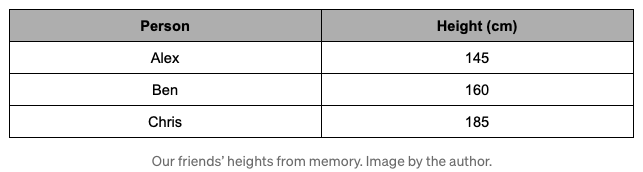 Person Height (cm)
Alex 145
Ben 160
Chris 185
Our friends' heights from memory. Image by the author.